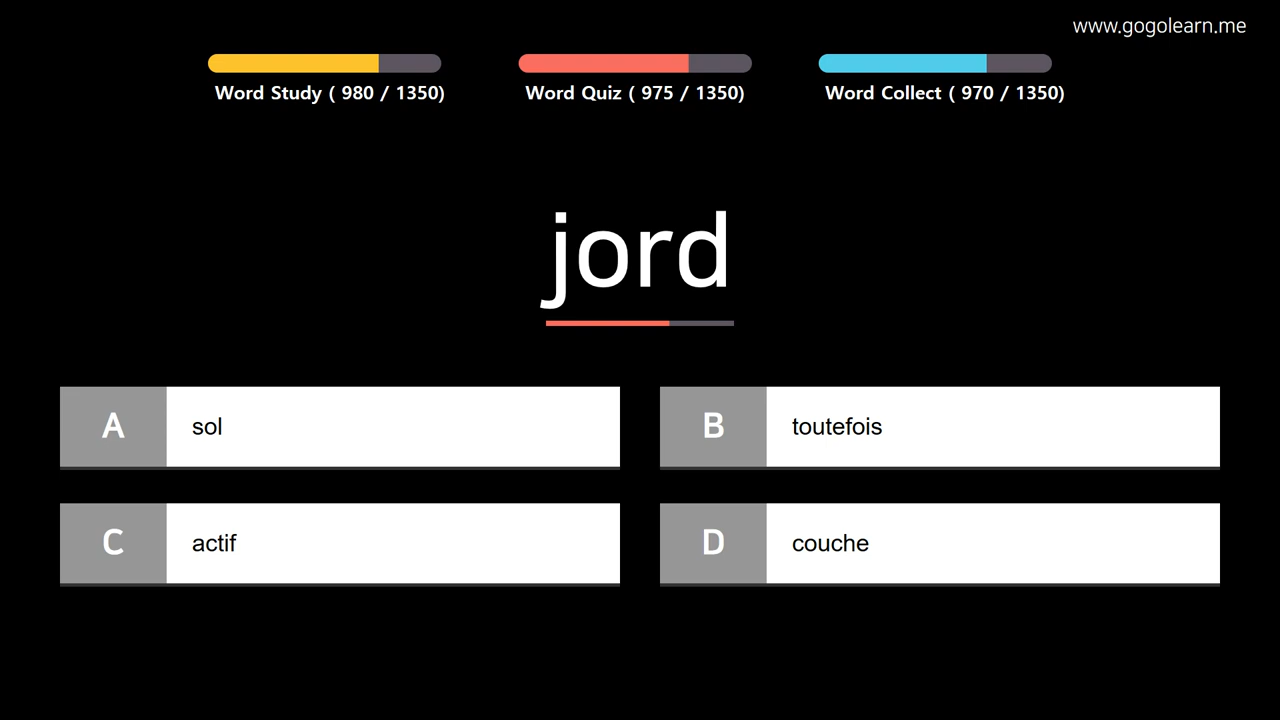 www.gogolearn.me
Word Study ( 980 / 1350)
Word Quiz ( 975 / 1350)
Word Collect ( 970 / 1350)
jord
A sol
B toutefois
C actif
D couche